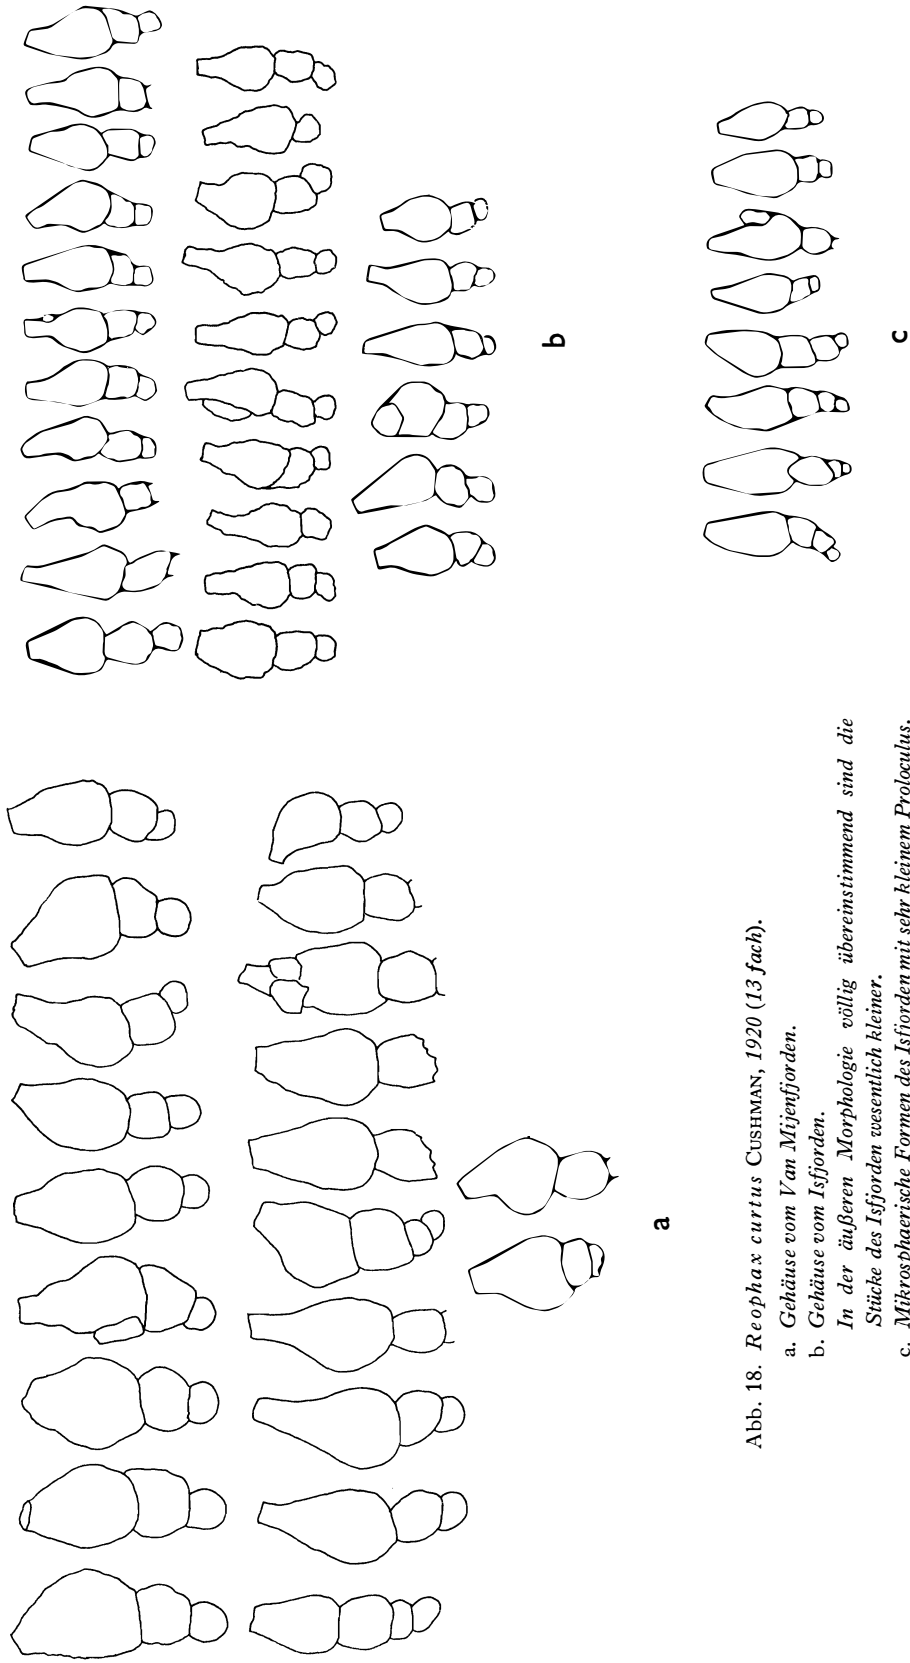 a
b
c
Abb. 18. Reophax curtus CUSHMAN, 1920 (13 fach).
a. Gehäuse vom Van Mijenfjorden.
b. Gehäuse vom Isfjorden.
In der äußeren Morphologie völlig übereinstimmend sind die
Stücke des Isfjorden wesentlich kleiner.
c. Mikrosphaerische Formen des Isfjorden mit sehr kleinem Proloculus.